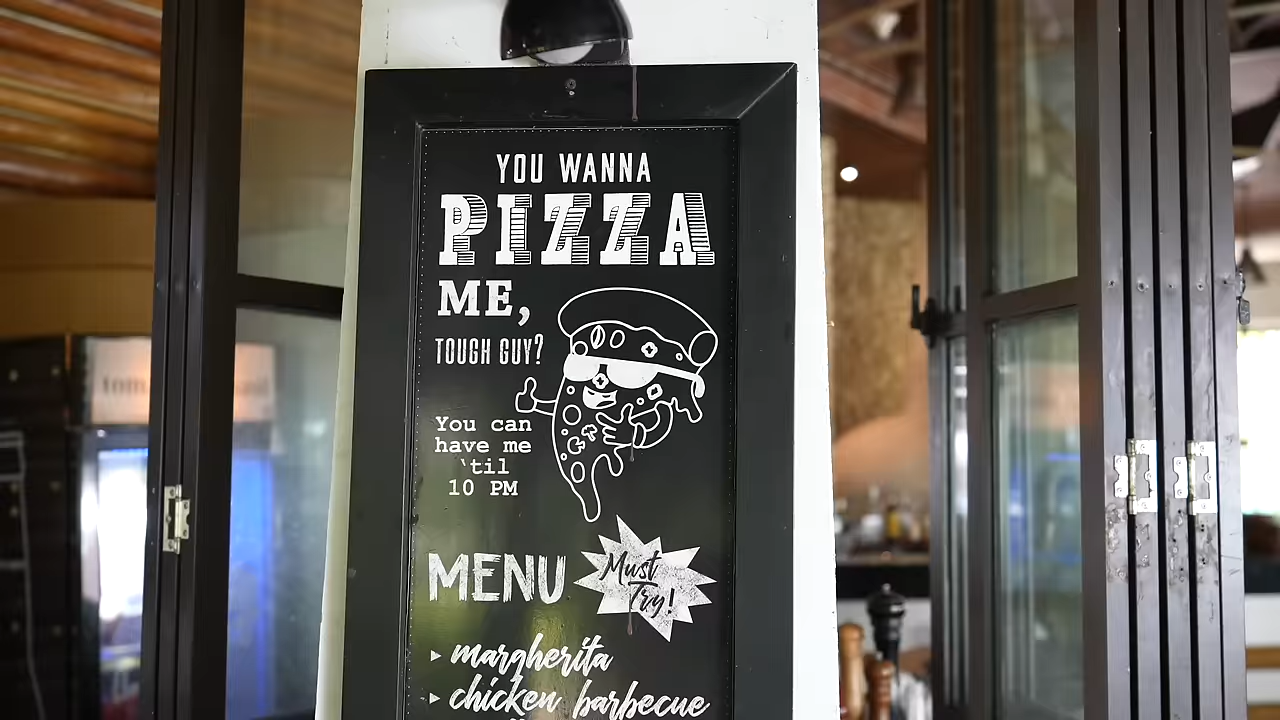 YOU WANNA
PIZZA
ME,
TOUGH GUY?
You can
have me
'til
10 PM
MENU
Must
Try!
▸ margherita
▸ chicken barbecue